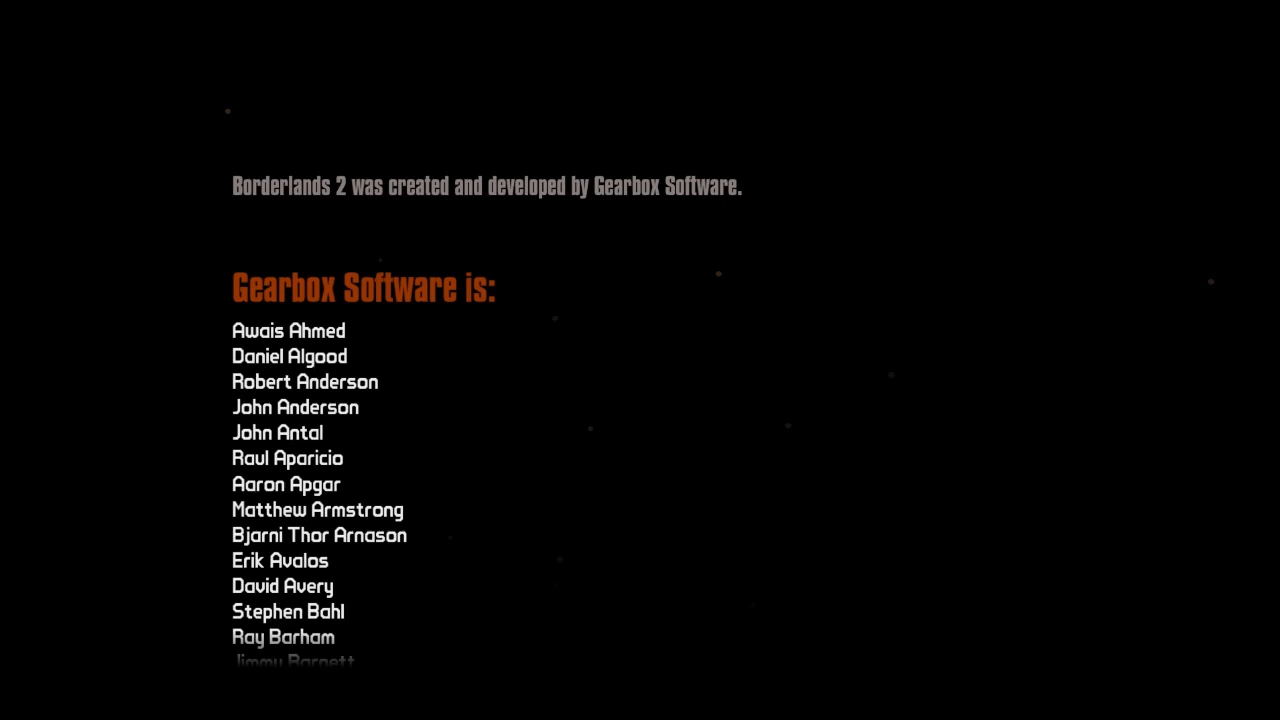 Borderlands 2 was created and developed by Gearbox Software.
Gearbox Software is:
Awais Ahmed
Daniel Algood
Robert Anderson
John Anderson
John Antal
Raul Aparicio
Aaron Apgar
Matthew Armstrong
Bjarni Thor Arnason
Erik Avalos
David Avery
Stephen Bahl
Ray Barham
Jimmy Barnett